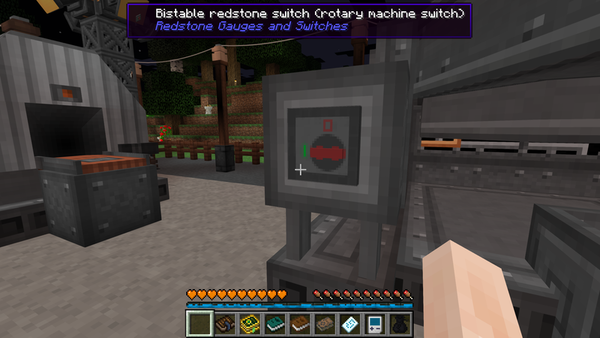 Bistable redstone switch (rotary machine switch)
Redstone Gauges and Switches